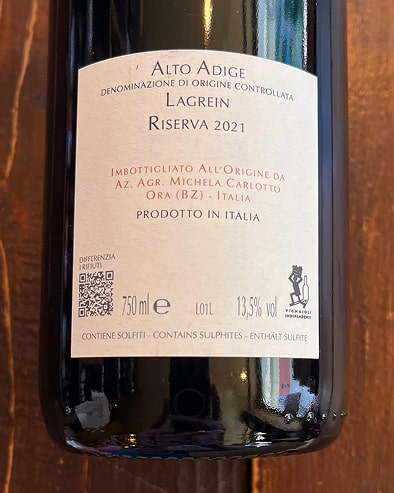 Alto Adige
DENOMINAZIONE DI ORIGINE CONTROLLATA
Lagrein
Riserva 2021
Imbottigliato All'Origine da
Az. Agr. Michela Carlotto
Ora (BZ) - Italia
PRODOTTO IN ITALIA
DIFFERENZIA
I RIFIUTI
750 ml e L01L 13,5% vol
VIGNAIOLI
INDIPENDENTI
CONTIENE SOLFITI - CONTAINS SULPHITES - ENTHÄLT SULFITE